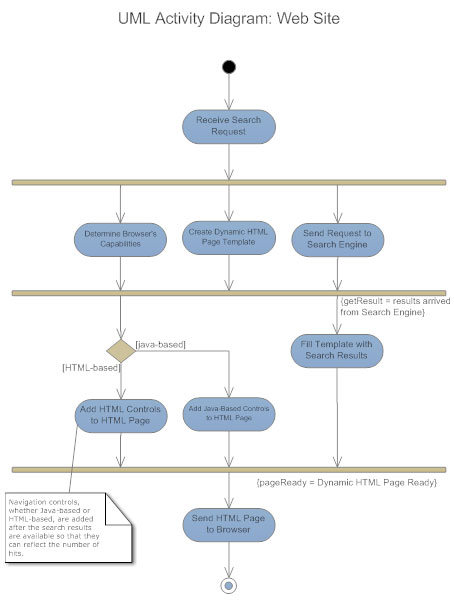 UML Activity Diagram: Web Site
Receive Search
Request
Determine Browser's
Capabilities
Create Dynamic HTML
Page Template
Send Request to
Search Engine
{getResult = results arrived
from Search Engine}
[java-based]
[HTML-based]
Fill Template with
Search Results
Add HTML Controls
to HTML Page
Add Java-Based Controls
to HTML Page
{pageReady = Dynamic HTML Page Ready}
Navigation controls,
whether Java-based or
HTML-based, are added
after the search results
are available so that they
can reflect the number of
hits.
Send HTML Page
to Browser